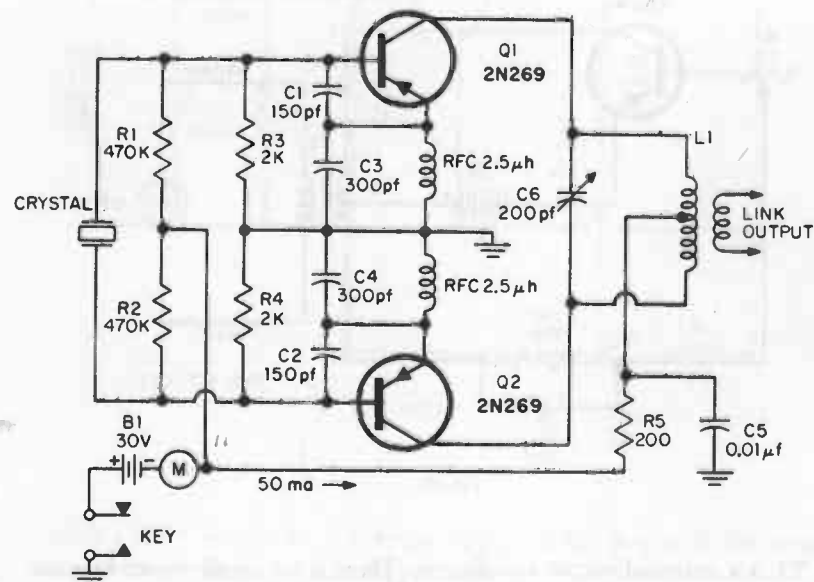 Q1
2N269
C1
150pf
R1
470K
R3
2K
RFC 2.5µh
C3
300pf
C6
200pf
L1
CRYSTAL
LINK
OUTPUT
C4
300pf
RFC 2.5µh
R2
470K
R4
2K
C2
150pf
Q2
2N269
R5
200
C5
0.01µf
B1
30V
+ -
M
50 ma →
KEY